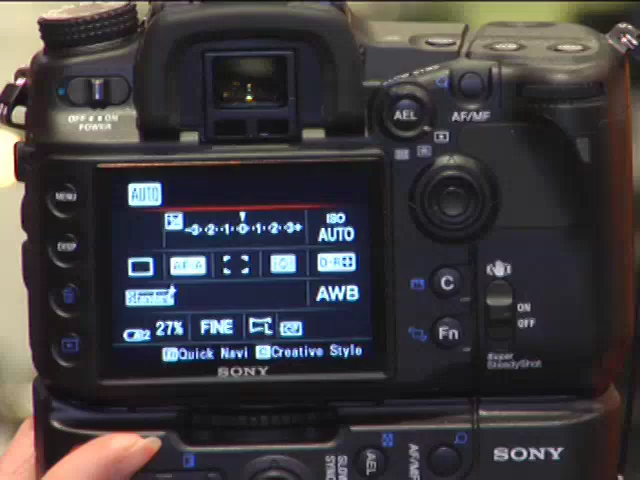 OFF ON
POWER
AEL
AF/MF
MENU
DISP
AUTO
-3·2·1·0·1·2·3+
ISO
AUTO
AF-A
D-R+
Standard
AWB
27% FINE L
Fn Quick Navi C Creative Style
SONY
C
Fn
ON
OFF
Super
SteadyShot
SLOW
SYNC
AEL
AF/MF
SONY